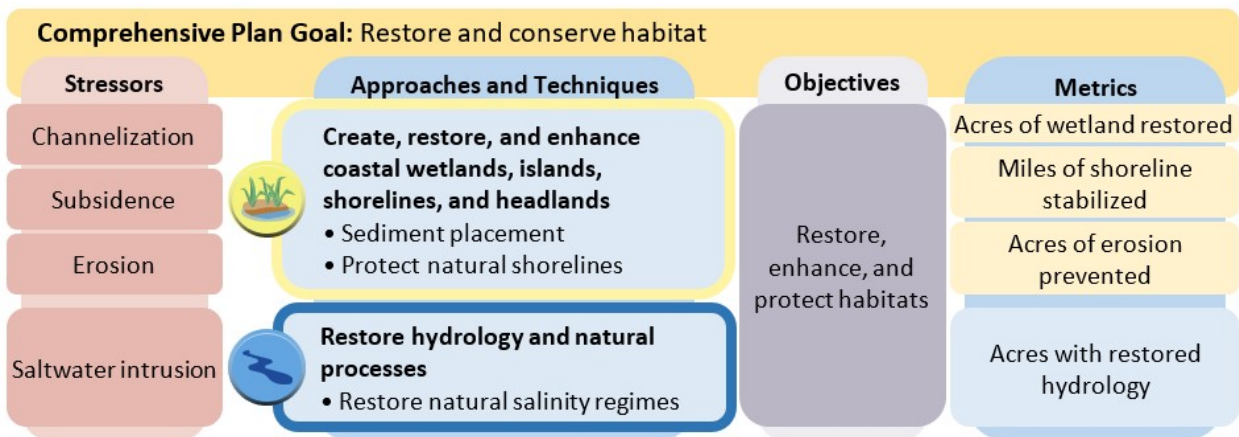 Comprehensive Plan Goal: Restore and conserve habitat
Stressors
Channelization
Subsidence
Erosion
Saltwater intrusion
Approaches and Techniques
Create, restore, and enhance
coastal wetlands, islands,
shorelines, and headlands
• Sediment placement
• Protect natural shorelines
Restore hydrology and natural
processes
• Restore natural salinity regimes
Objectives
Restore,
enhance, and
protect habitats
Metrics
Acres of wetland restored
Miles of shoreline
stabilized
Acres of erosion
prevented
Acres with restored
hydrology